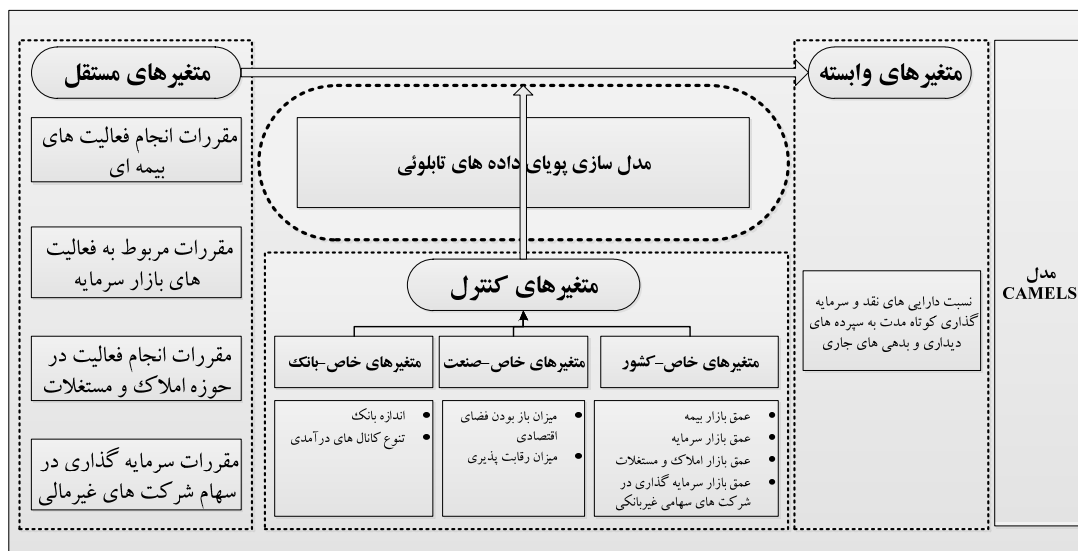 متغیرهای مستقل
مقررات انجام فعالیت های
بیمه ای
مقررات مربوط به فعالیت
های بازار سرمایه
مقررات انجام فعالیت در
حوزه املاک و مستغلات
مقررات سرمایه گذاری در
سهام شرکت های غیرمالی
مدل سازی پویای داده های تابلوئی
متغیرهای کنترل
متغیرهای خاص-بانک
اندازه بانک
تنوع کانال های درآمدی
متغیرهای خاص-صنعت
میزان باز بودن فضای
اقتصادی
میزان رقابت پذیری
متغیرهای خاص-کشور
عمق بازار بیمه
عمق بازار سرمایه
عمق بازار املاک و مستغلات
عمق بازار سرمایه گذاری در
شرکت های سهامی غیربانکی
متغیرهای وابسته
نسبت دارایی های نقد و سرمایه
گذاری کوتاه مدت به سپرده های
دیداری و بدهی های جاری
مدل
CAMELS